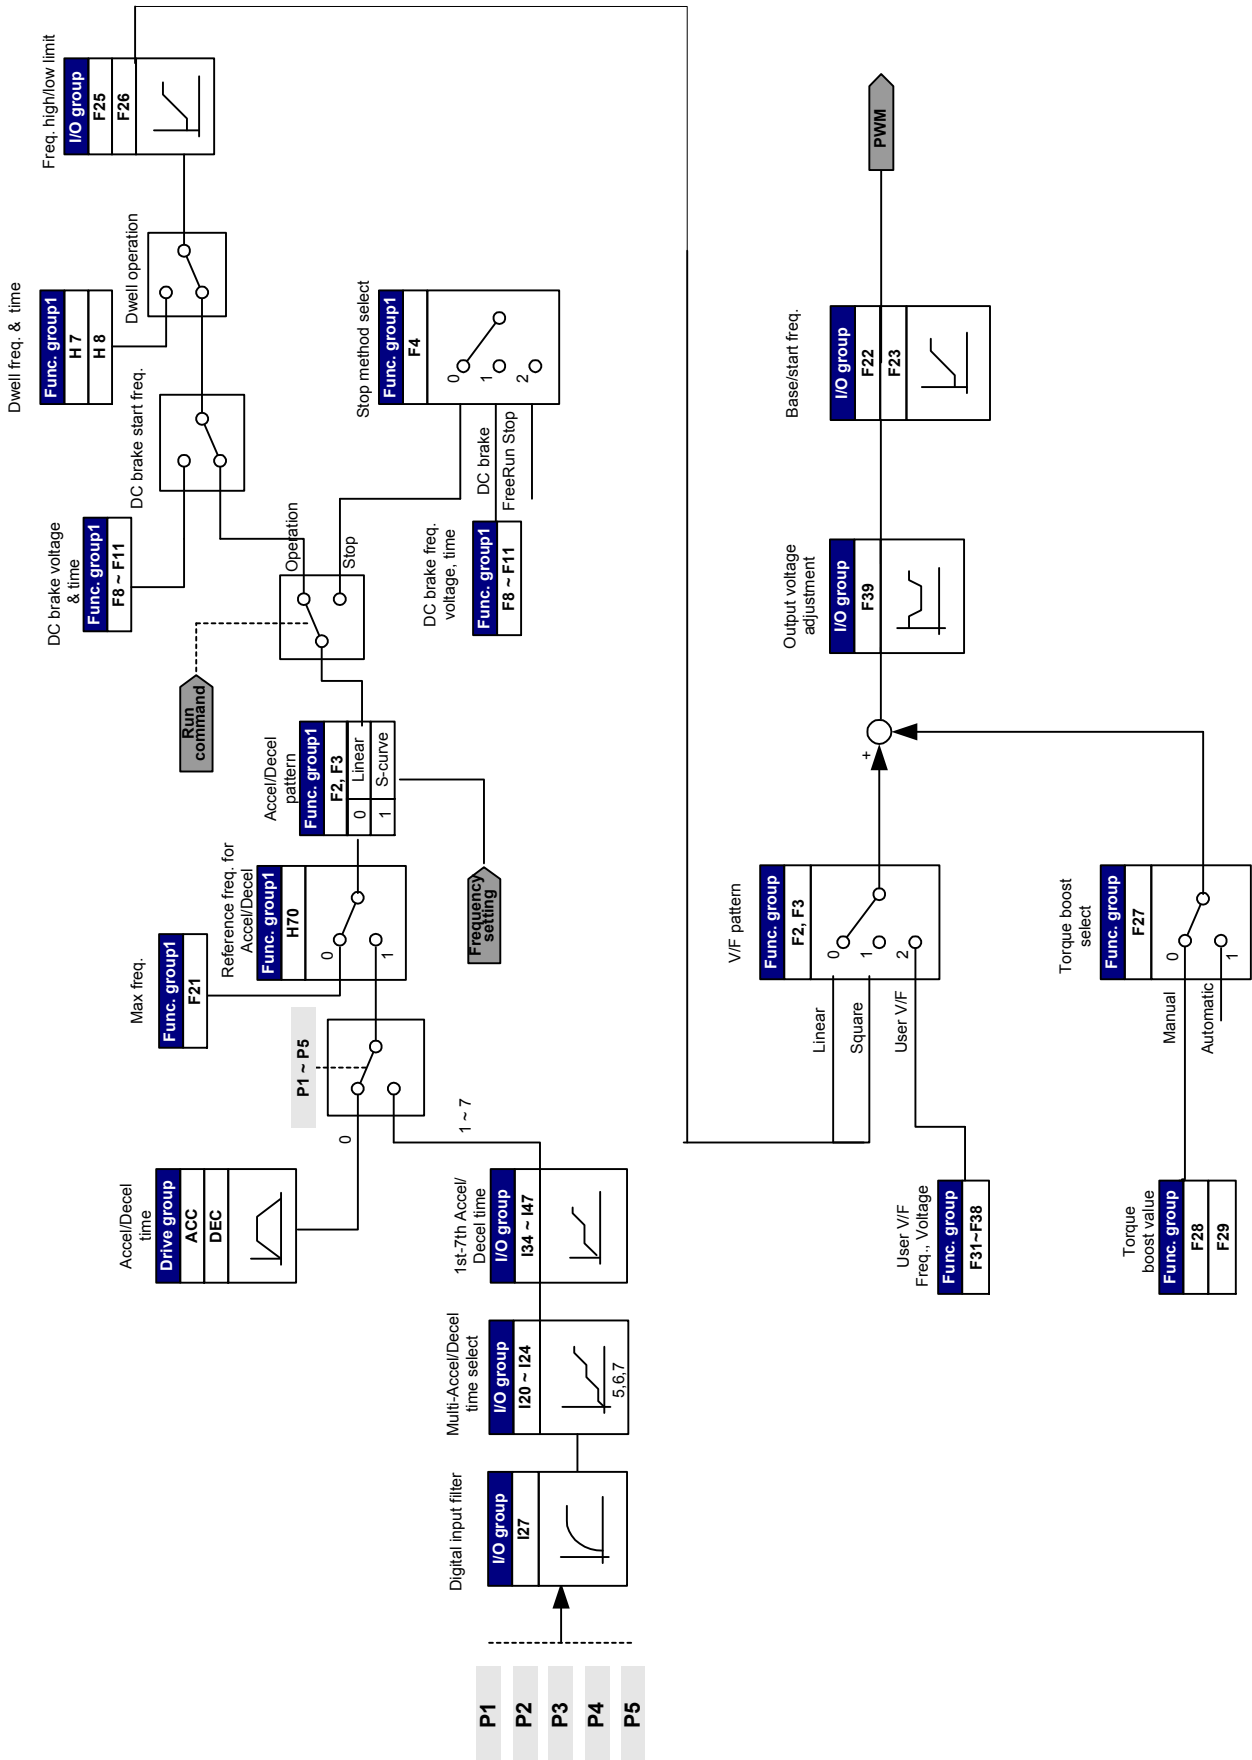 P1
P2
P3
P4
P5
Digital input filter
I/O group
I27
Multi-Accel/Decel
time select
I/O group
I20 ~ I24
5,6,7
1st-7th Accel/
Decel time
I/O group
I34 ~ I47
Accel/Decel
time
Drive group
ACC
DEC
0
1 ~ 7
P1 ~ P5
Max freq.
Func. group1
F21
Reference freq. for
Accel/Decel
Func. group1
H70
0
1
Frequency
setting
Accel/Decel
pattern
Func. group1
F2, F3
0
Linear
1
S-curve
Run
command
Operation
Stop
DC brake voltage
& time
Func. group1
F8 ~ F11
DC brake start freq.
DC brake freq.
voltage, time
Func. group1
F8 ~ F11
DC brake
FreeRun Stop
Stop method select
Func. group1
F4
0
1
2
Dwell freq. & time
Func. group1
H 7
H 8
Dwell operation
Freq. high/low limit
I/O group
F25
F26
User V/F
Freq., Voltage
Func. group
F31~F38
Linear
Square
User V/F
V/F pattern
Func. group
F2, F3
0
1
2
Torque
boost value
Func. group
F28
F29
Manual
Automatic
Torque boost
select
Func. group
F27
0
1
+
Output voltage
adjustment
I/O group
F39
Base/start freq.
I/O group
F22
F23
PWM